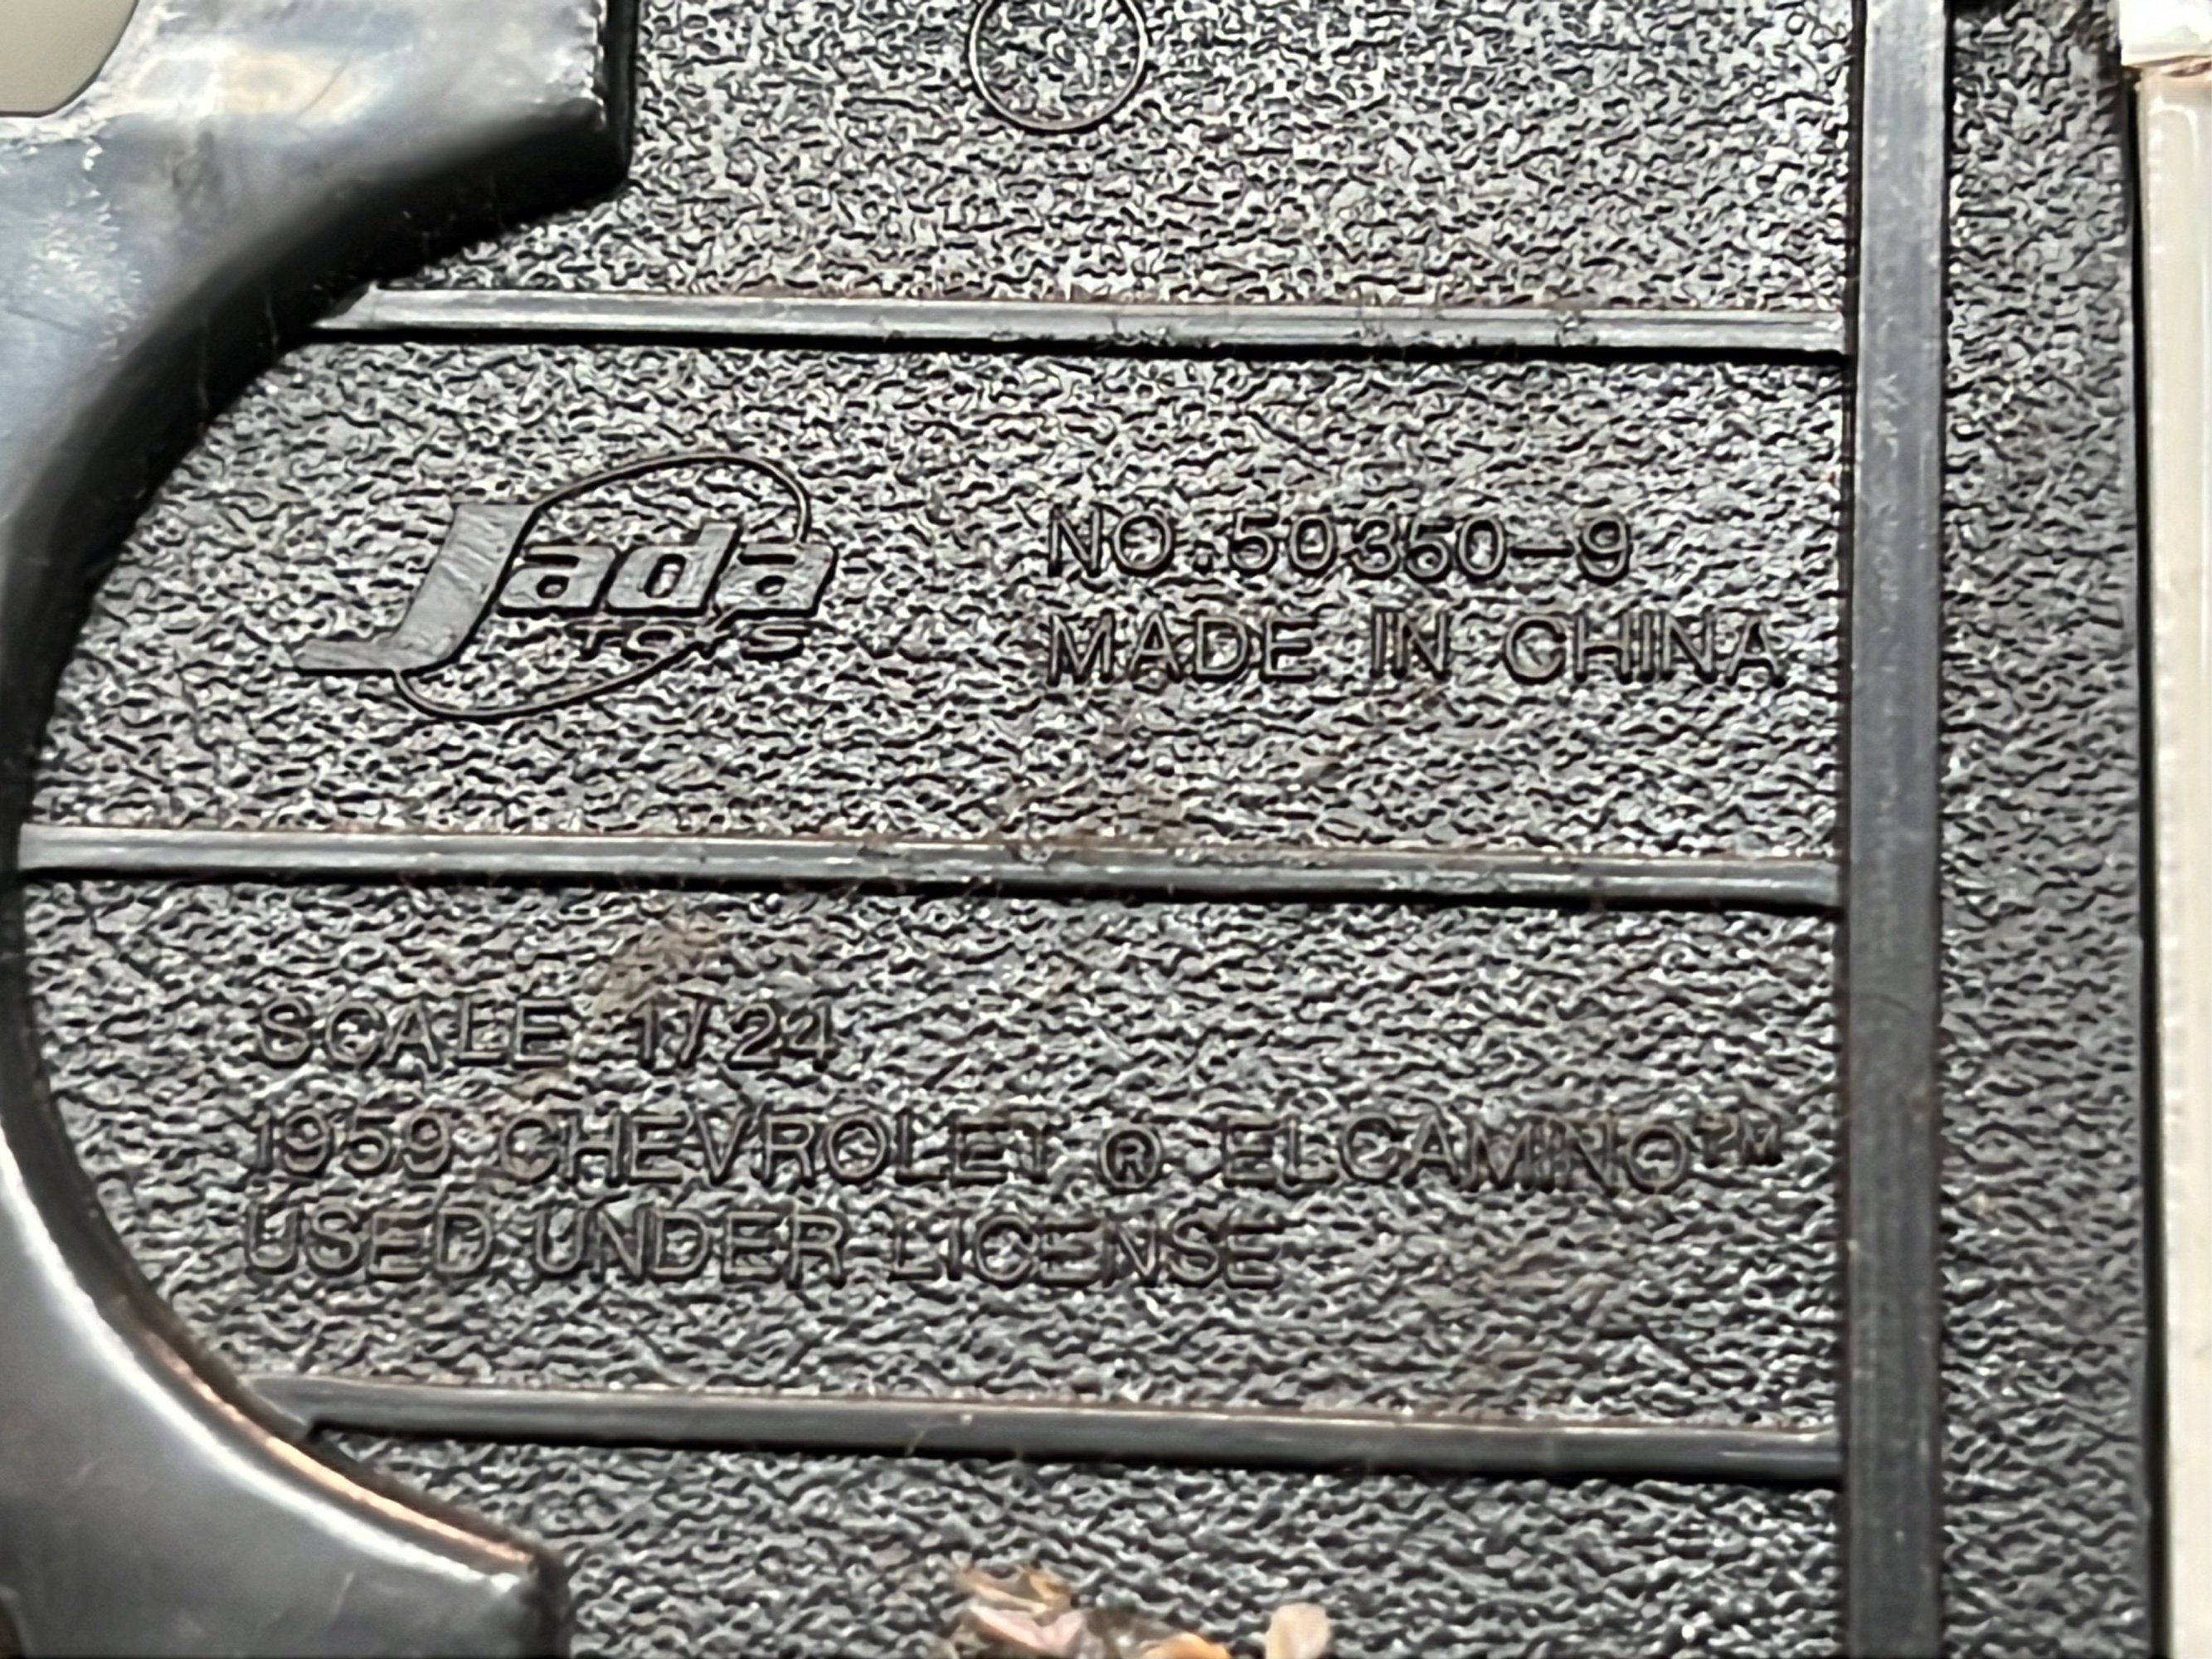 Jada
TOYS
NO.50350-9
MADE IN CHINA
SCALE 1/24
1959 CHEVROLET ® ELCAMINO™
USED UNDER LICENSE